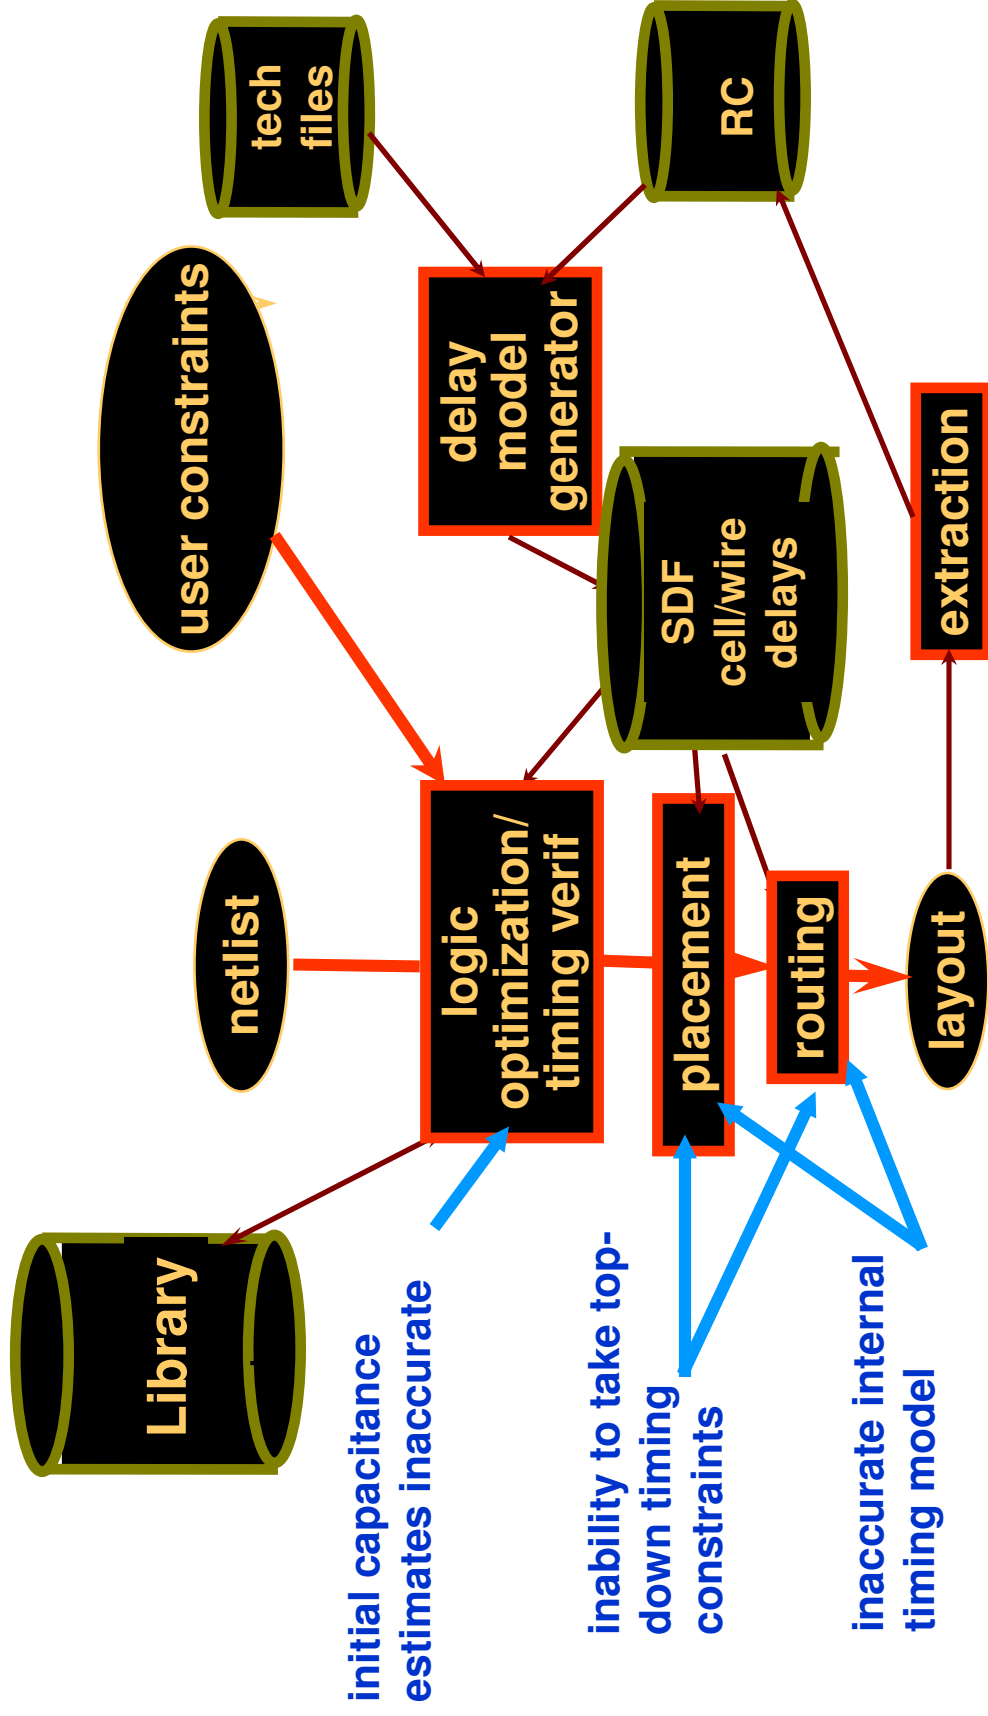 Library
netlist
user constraints
tech
files
initial capacitance
estimates inaccurate
logic
optimization/
timing verif
delay
model
generator
RC
SDF
cell/wire
delays
inability to take top-
down timing
constraints
placement
routing
inaccurate internal
timing model
layout
extraction